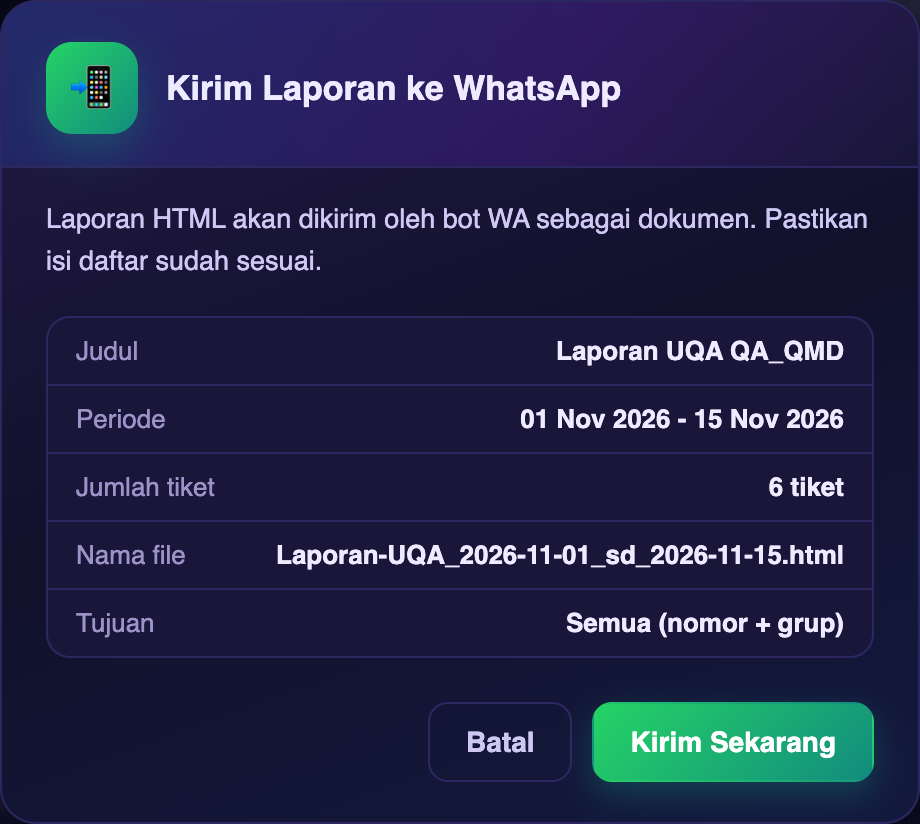 Kirim Laporan ke WhatsApp
Laporan HTML akan dikirim oleh bot WA sebagai dokumen. Pastikan
isi daftar sudah sesuai.
Judul Laporan UQA QA_QMD
Periode 01 Nov 2026 - 15 Nov 2026
Jumlah tiket 6 tiket
Nama file Laporan-UQA_2026-11-01_sd_2026-11-15.html
Tujuan Semua (nomor + grup)
Batal Kirim Sekarang